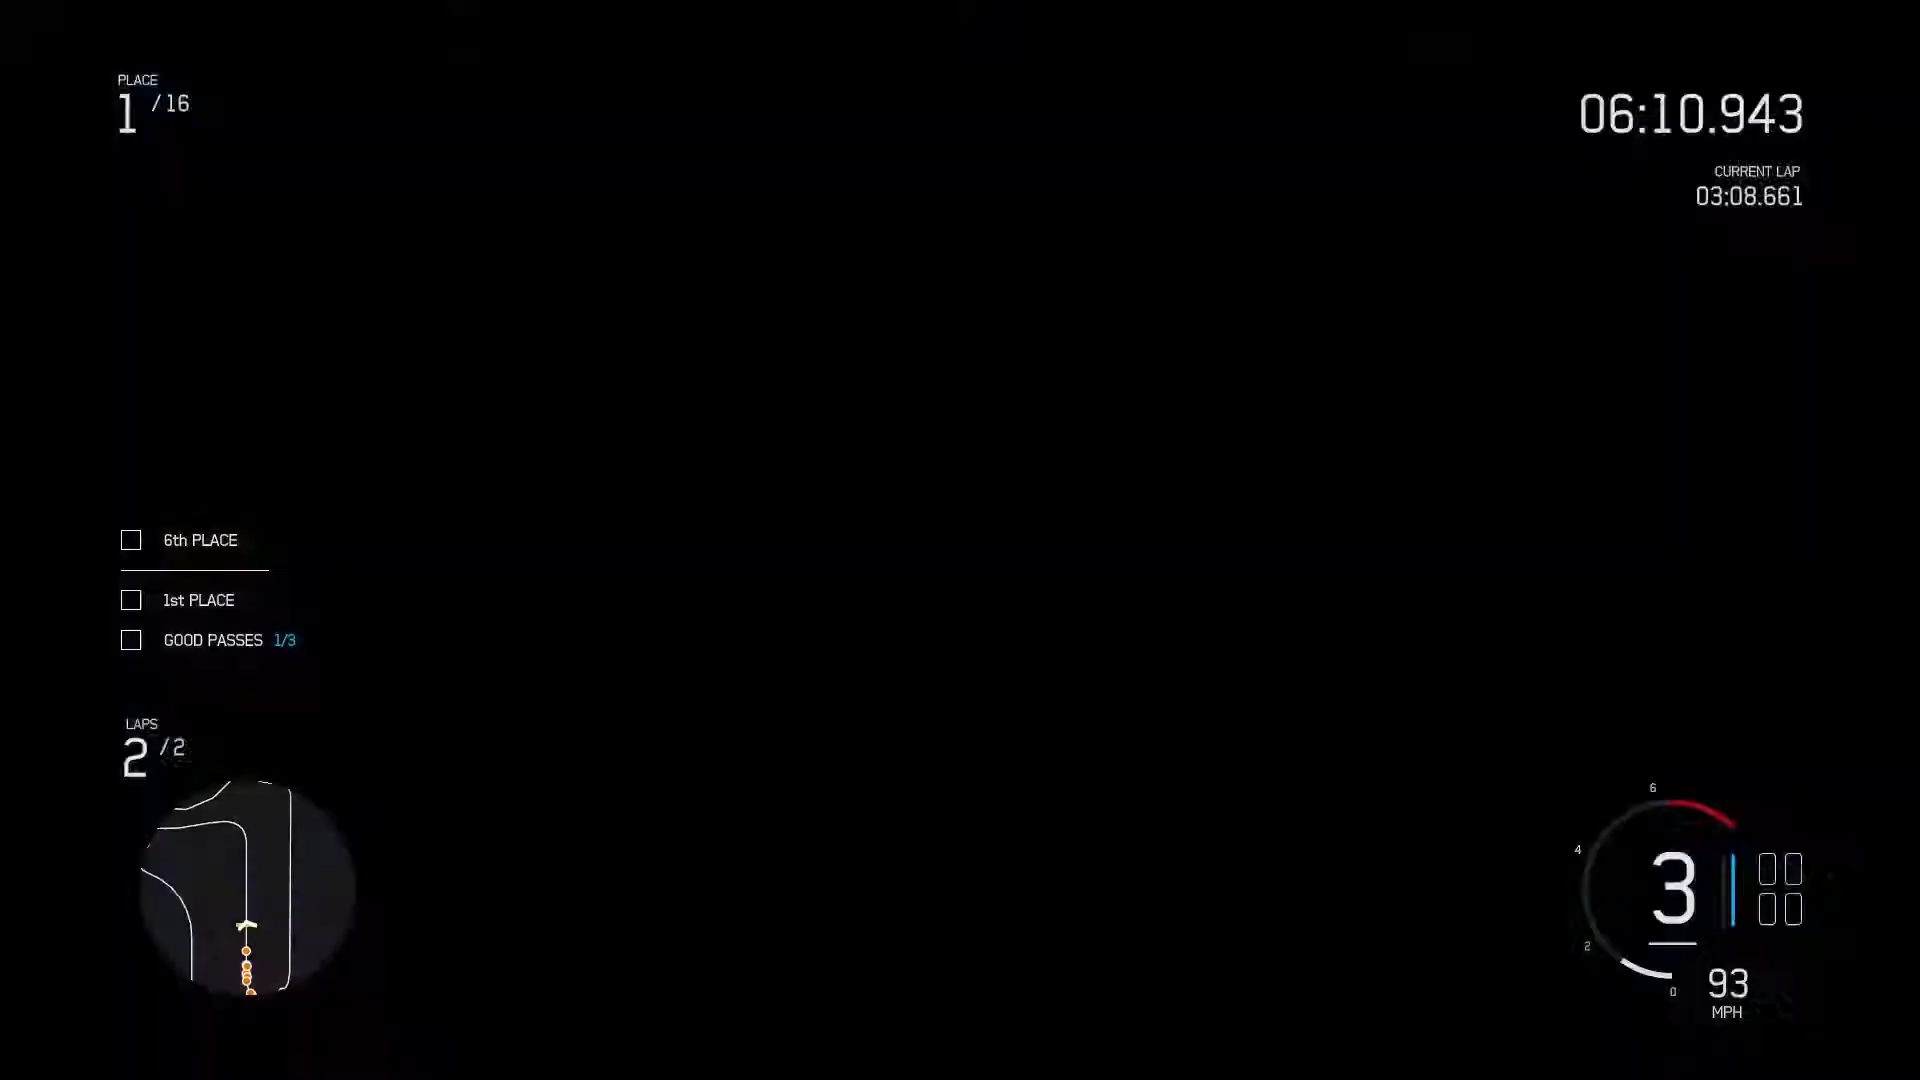 PLACE
1 /16
06:10.943
CURRENT LAP
03:08.661
6th PLACE
1st PLACE
GOOD PASSES 1/3
LAPS
2 /2
6
4
3
2
0
93
MPH